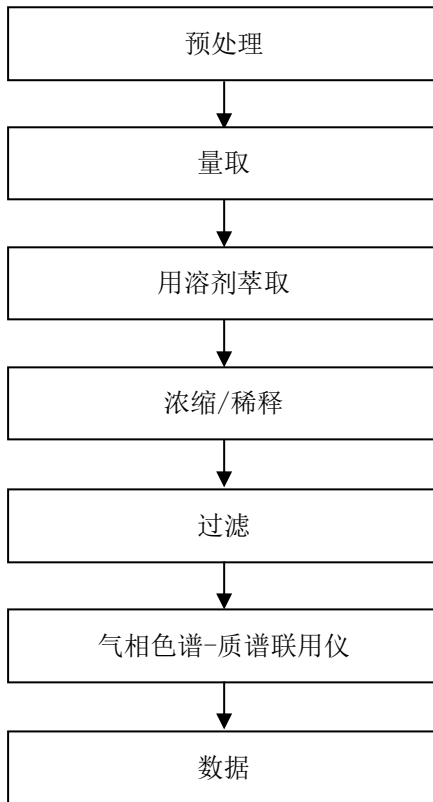 预处理
量取
用溶剂萃取
浓缩/稀释
过滤
气相色谱-质谱联用仪
数据